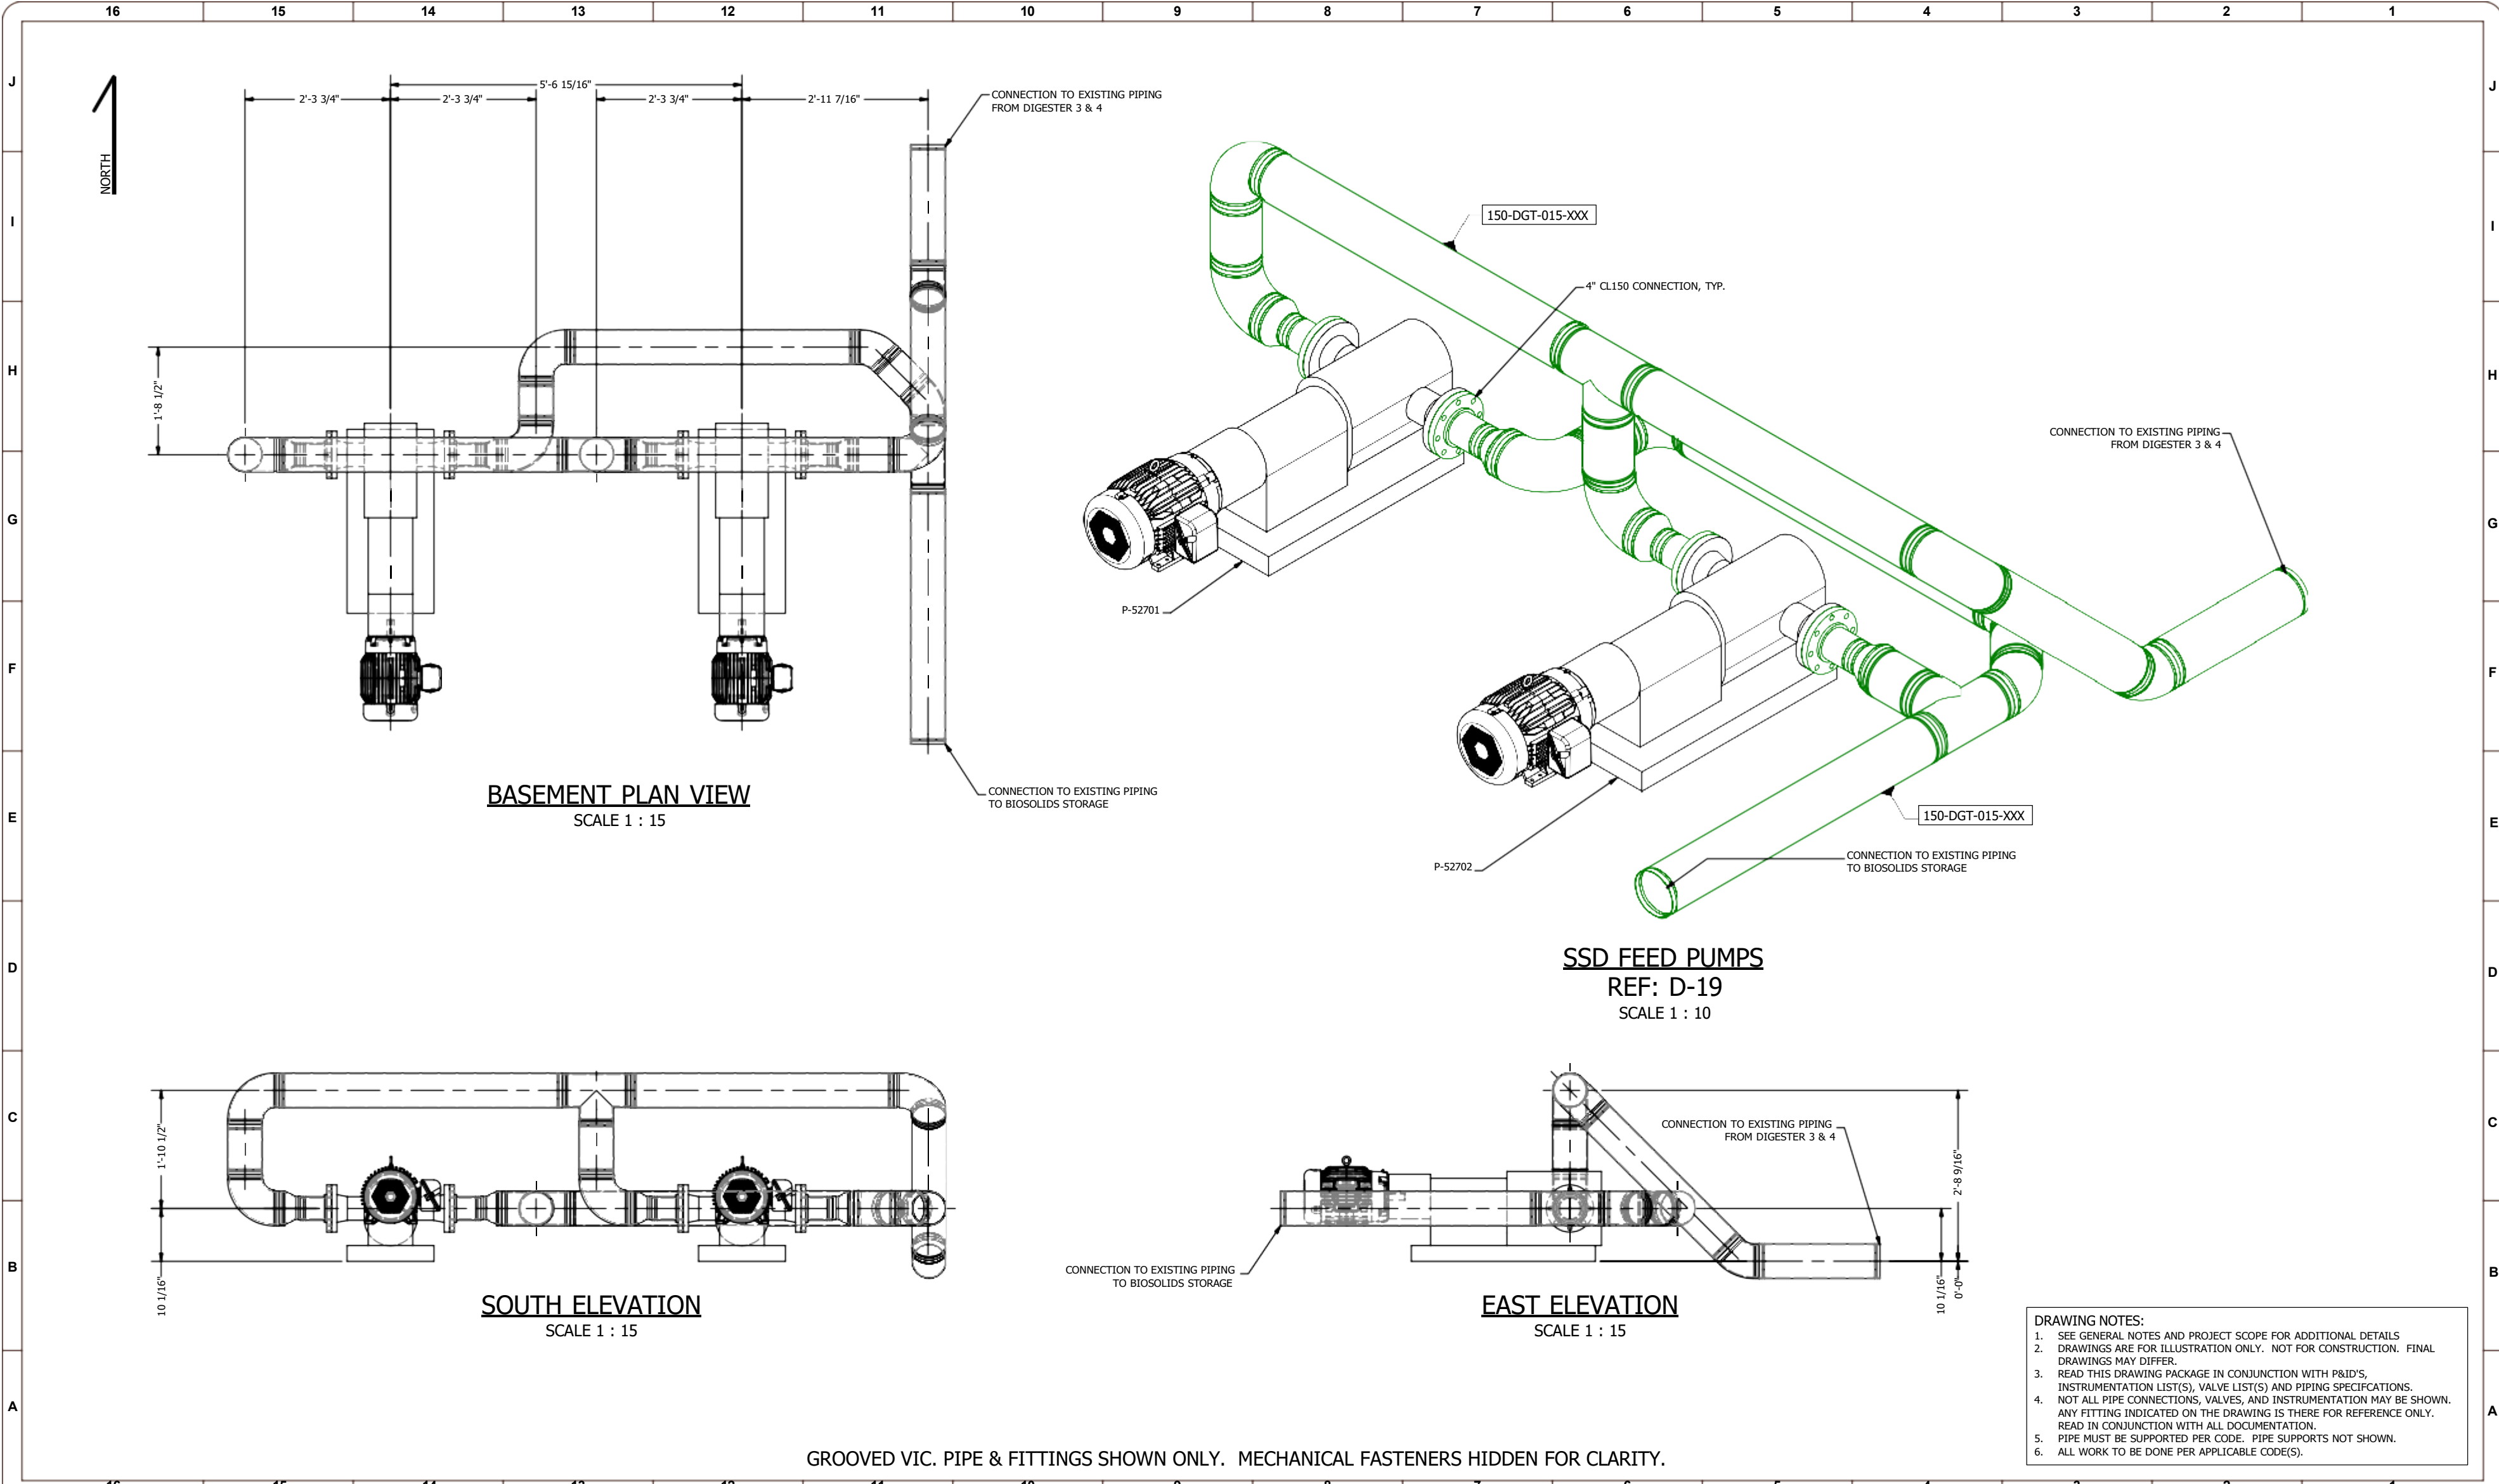 16 15 14 13 12 11 10 9 8 7 6 5 4 3 2 1
J
I
H
G
F
E
D
C
B
A
J
I
H
G
F
E
D
C
B
A
NORTH
5'-6 15/16"
2'-3 3/4"
2'-3 3/4"
2'-3 3/4"
2'-11 7/16"
1'-8 1/2"
CONNECTION TO EXISTING PIPING
FROM DIGESTER 3 & 4
CONNECTION TO EXISTING PIPING
TO BIOSOLIDS STORAGE
BASEMENT PLAN VIEW
SCALE 1 : 15
150-DGT-015-XXX
4" CL150 CONNECTION, TYP.
CONNECTION TO EXISTING PIPING
FROM DIGESTER 3 & 4
P-52701
P-52702
150-DGT-015-XXX
CONNECTION TO EXISTING PIPING
TO BIOSOLIDS STORAGE
SSD FEED PUMPS
REF: D-19
SCALE 1 : 10
1'-10 1/2"
10 1/16"
SOUTH ELEVATION
SCALE 1 : 15
CONNECTION TO EXISTING PIPING
FROM DIGESTER 3 & 4
CONNECTION TO EXISTING PIPING
TO BIOSOLIDS STORAGE
2'-8 9/16"
10 1/16"
0'-0"
EAST ELEVATION
SCALE 1 : 15
DRAWING NOTES:
1. SEE GENERAL NOTES AND PROJECT SCOPE FOR ADDITIONAL DETAILS
2. DRAWINGS ARE FOR ILLUSTRATION ONLY. NOT FOR CONSTRUCTION. FINAL
DRAWINGS MAY DIFFER.
3. READ THIS DRAWING PACKAGE IN CONJUNCTION WITH P&ID'S,
INSTRUMENTATION LIST(S), VALVE LIST(S) AND PIPING SPECIFCATIONS.
4. NOT ALL PIPE CONNECTIONS, VALVES, AND INSTRUMENTATION MAY BE SHOWN.
ANY FITTING INDICATED ON THE DRAWING IS THERE FOR REFERENCE ONLY.
READ IN CONJUNCTION WITH ALL DOCUMENTATION.
5. PIPE MUST BE SUPPORTED PER CODE. PIPE SUPPORTS NOT SHOWN.
6. ALL WORK TO BE DONE PER APPLICABLE CODE(S).
GROOVED VIC. PIPE & FITTINGS SHOWN ONLY. MECHANICAL FASTENERS HIDDEN FOR CLARITY.